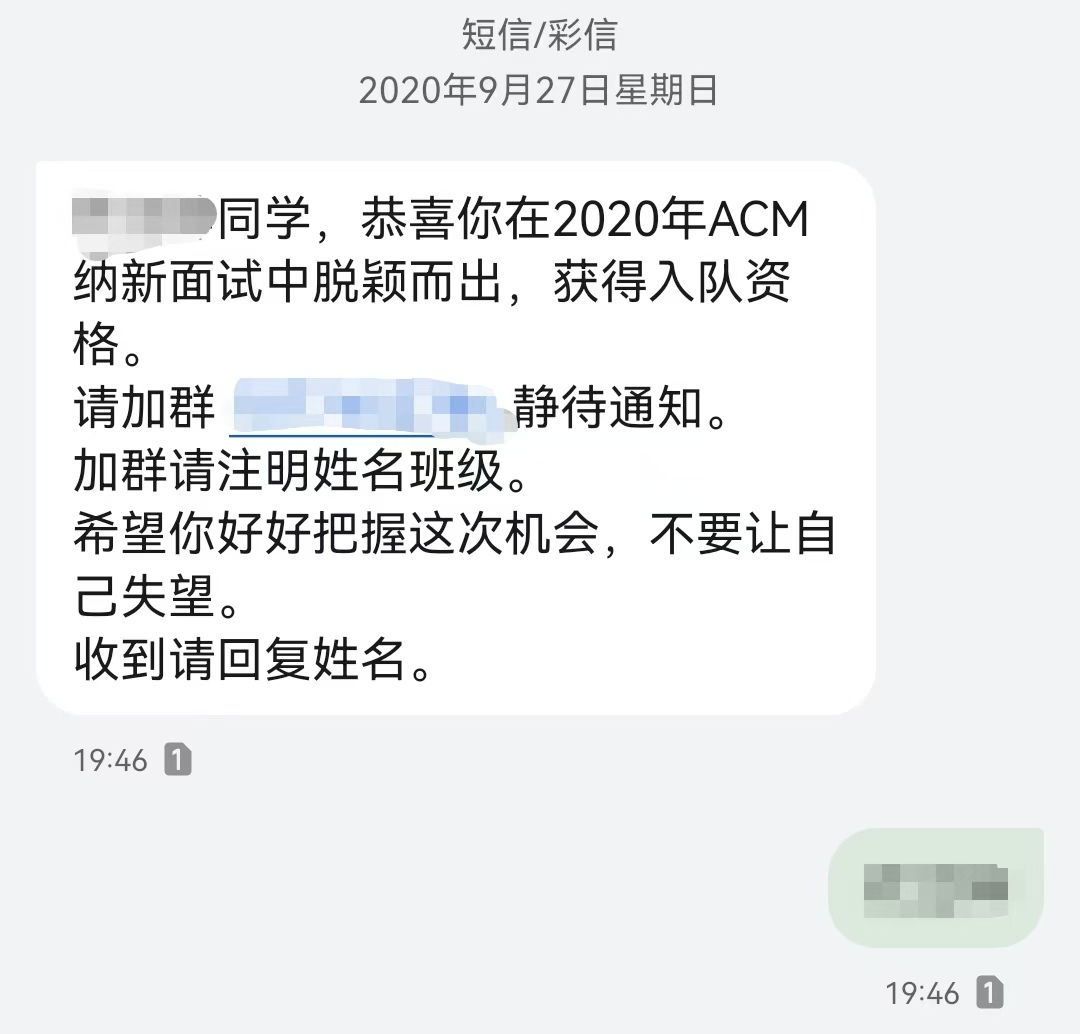 短信/彩信
2020年9月27日星期日
同学，恭喜你在2020年ACM
纳新面试中脱颖而出，获得入队资
格。
请加群 静待通知。
加群请注明姓名班级。
希望你好好把握这次机会，不要让自
己失望。
收到请回复姓名。
19:46 1
19:46 1